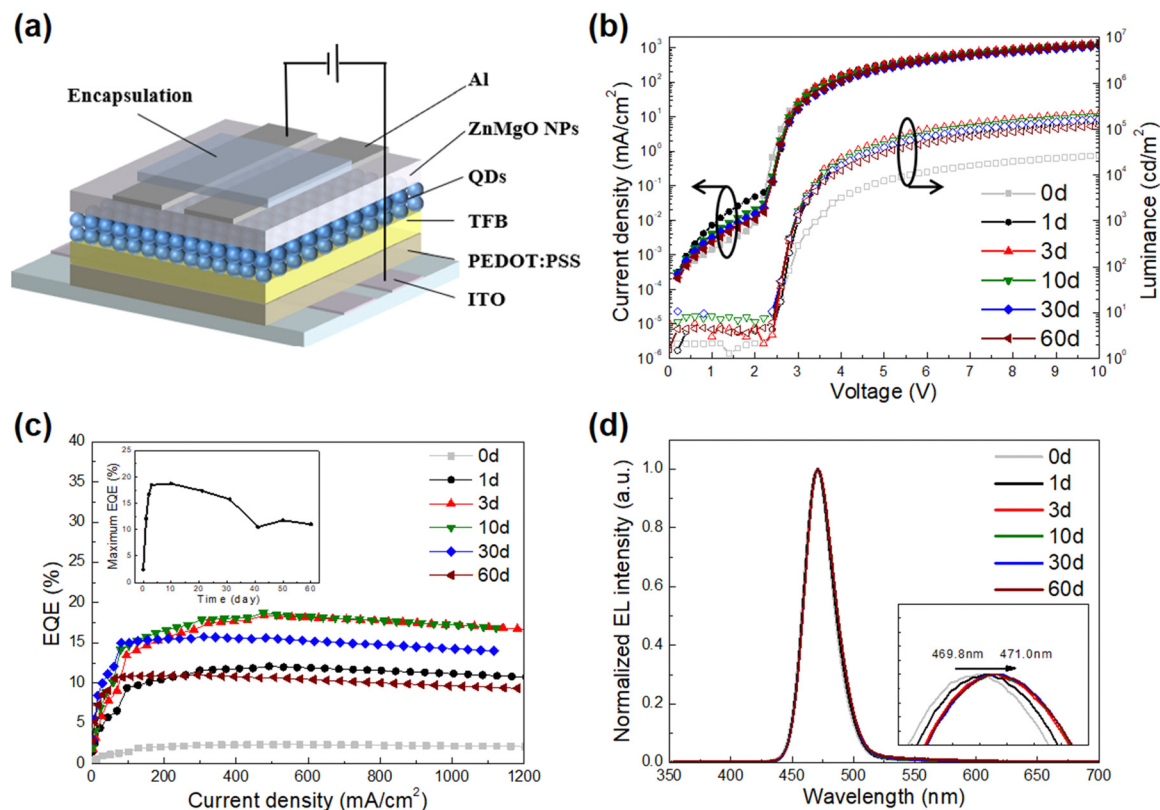 (a)
Encapsulation
Al
ZnMgO NPs
QDs
TFB
PEDOT:PSS
ITO
(b)
Current density (mA/cm²)
10³
10²
10¹
10⁰
10⁻¹
10⁻²
10⁻³
10⁻⁴
10⁻⁵
10⁻⁶
0 1 2 3 4 5 6 7 8 9 10
Voltage (V)
10⁷
10⁶
10⁵
10⁴
10³
10²
10¹
10⁰
Luminance (cd/m²)
0d
1d
3d
10d
30d
60d
(c)
EQE (%)
40
35
30
25
20
15
10
5
0
0 200 400 600 800 1000 1200
Current density (mA/cm²)
Maximum EQE (%)
25
20
15
10
5
0
0 10 20 30 40 50 60
Time (day)
0d
1d
3d
10d
30d
60d
(d)
Normalized EL intensity (a.u.)
1.0
0.8
0.6
0.4
0.2
0.0
350 400 450 500 550 600 650 700
Wavelength (nm)
0d
1d
3d
10d
30d
60d
469.8nm 471.0nm